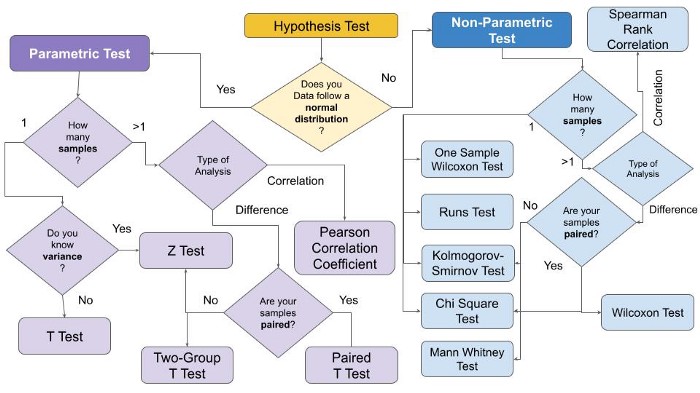 Hypothesis Test
Non-Parametric
Test
Spearman
Rank
Correlation
Parametric Test
Yes
No
Does you
Data follow a
normal
distribution
?
1
How
many
samples
?
>1
Type of
Analysis
Correlation
Difference
Pearson
Correlation
Coefficient
Do you
know
variance
?
Yes
Z Test
No
T Test
No
Are your
samples
paired?
Yes
Two-Group
T Test
Paired
T Test
How
many
samples
?
1
>1
Correlation
Type of
Analysis
Difference
One Sample
Wilcoxon Test
Runs Test
Kolmogorov-
Smirnov Test
Chi Square
Test
Mann Whitney
Test
No
Are your
samples
paired?
Yes
Wilcoxon Test